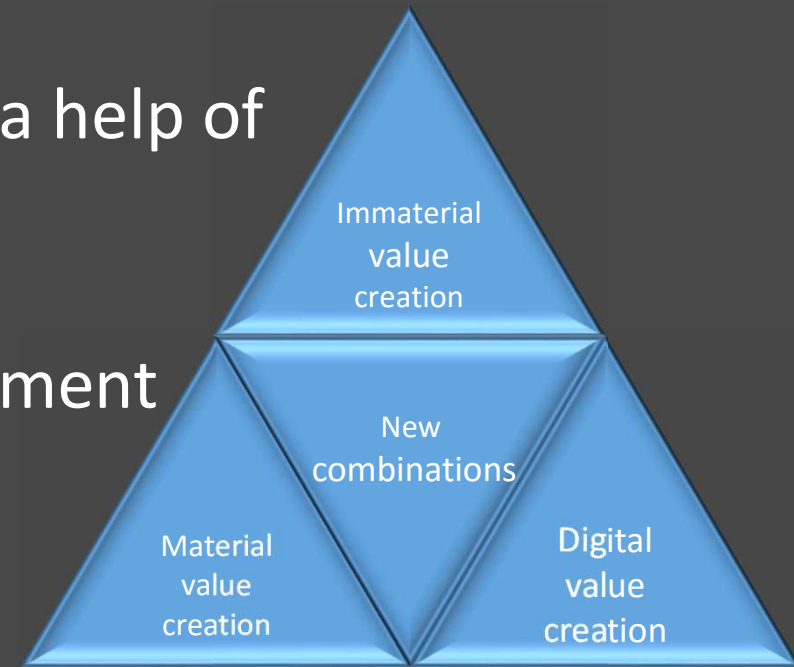 a help of
Immaterial
value
creation
ment
New
combinations
Material
value
creation
Digital
value
creation